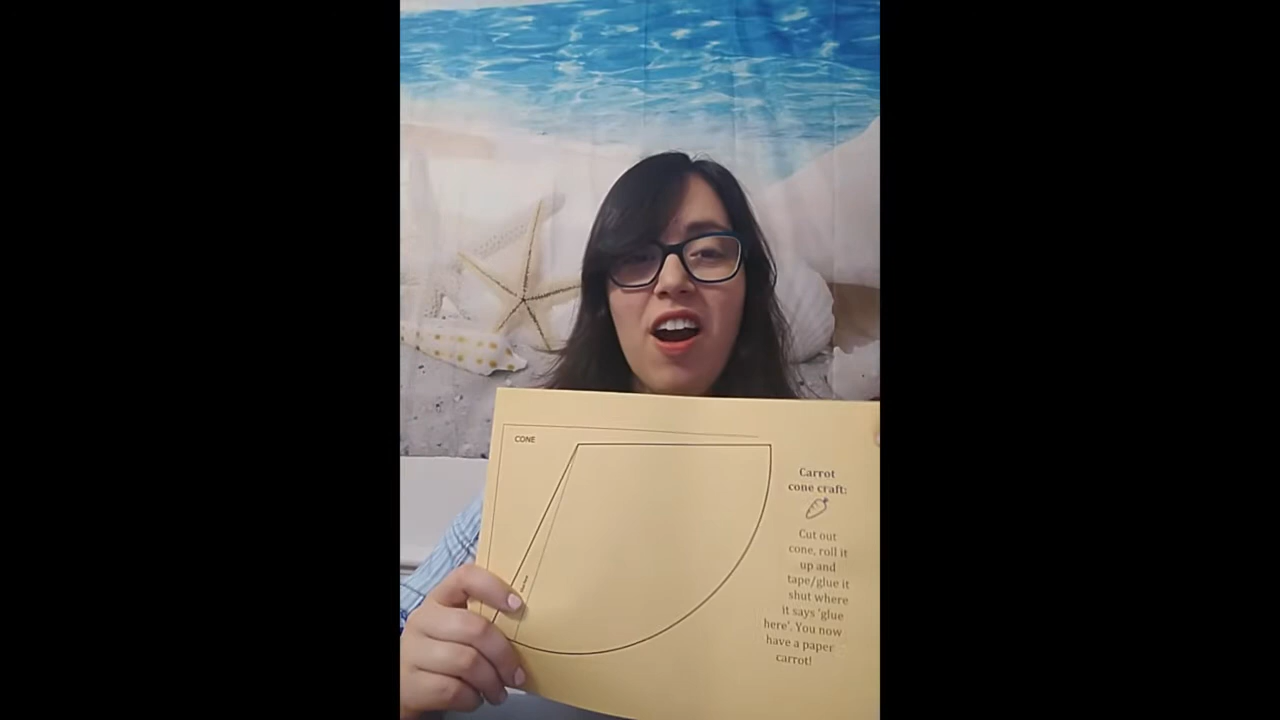 CONE
Carrot
cone craft:
Cut out
cone, roll it
up and
tape/glue it
shut where
it says 'glue
here'. You now
have a paper
carrot!